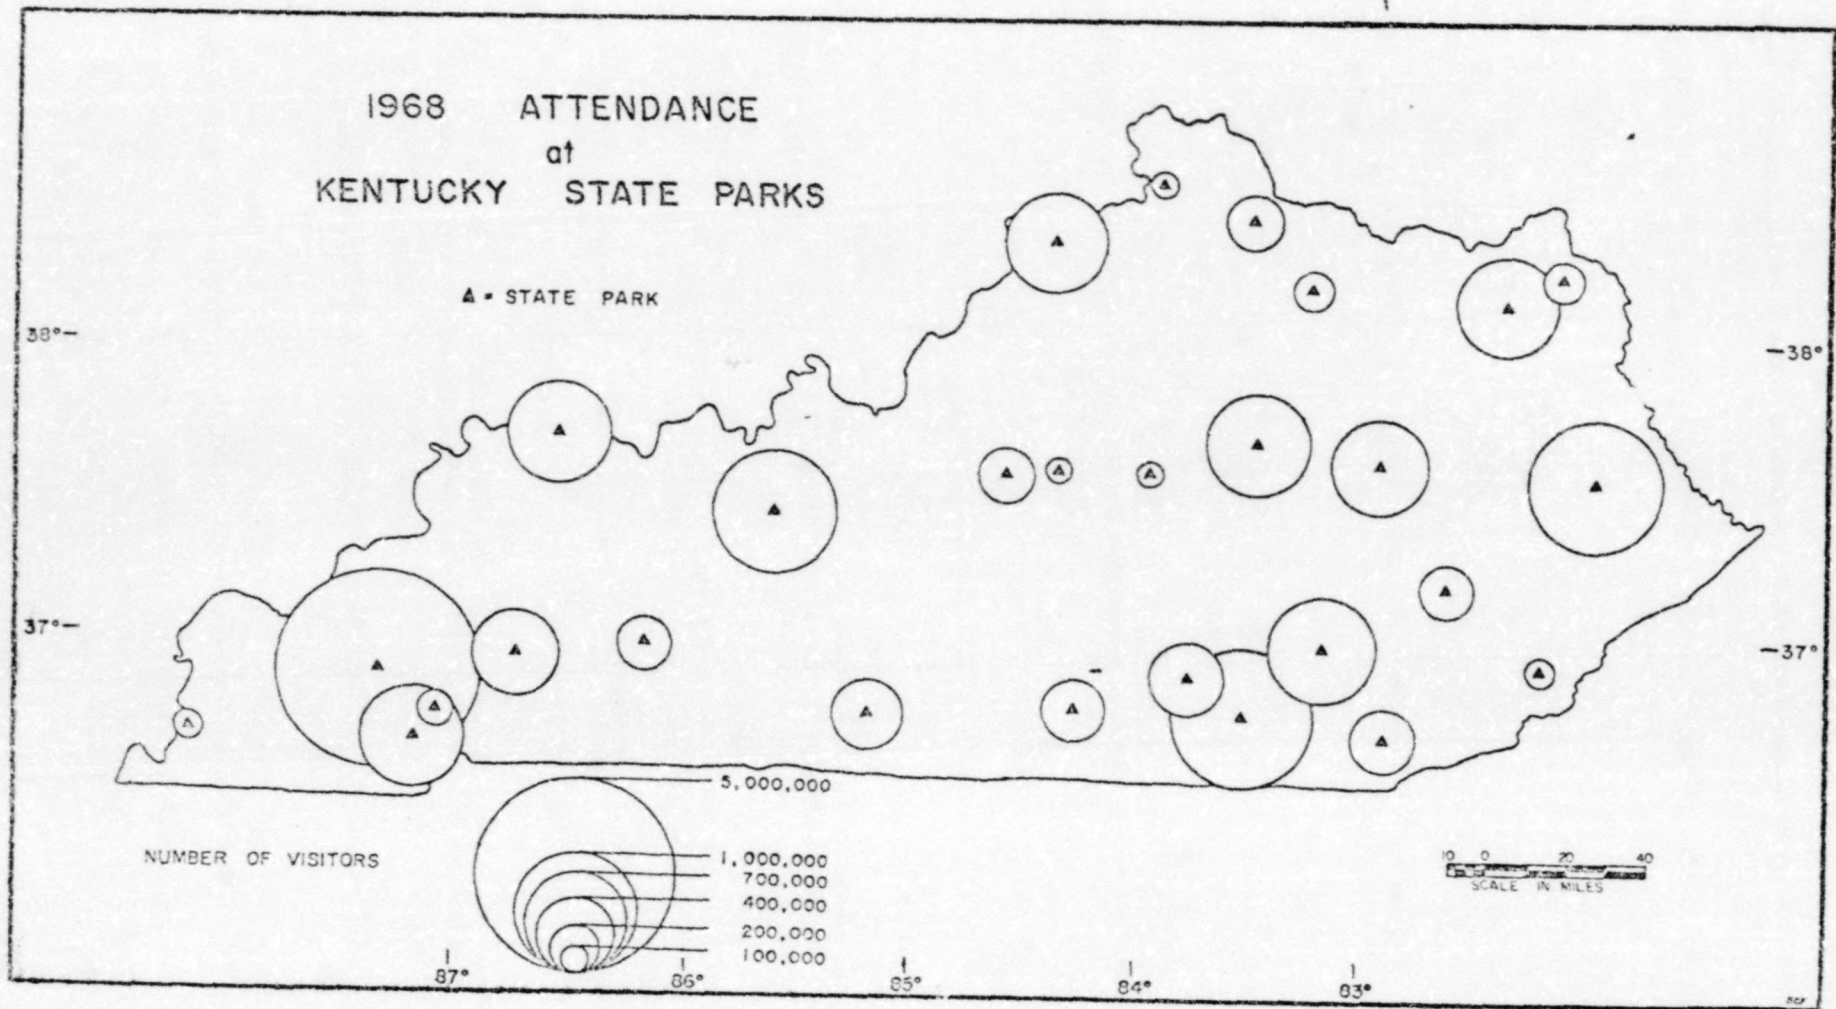 1968 ATTENDANCE
at
KENTUCKY STATE PARKS
▲ = STATE PARK
38°
38°
37°
37°
5,000,000
NUMBER OF VISITORS
1,000,000
700,000
400,000
200,000
100,000
10 0 20 40
SCALE IN MILES
87° 86° 85° 84° 83°